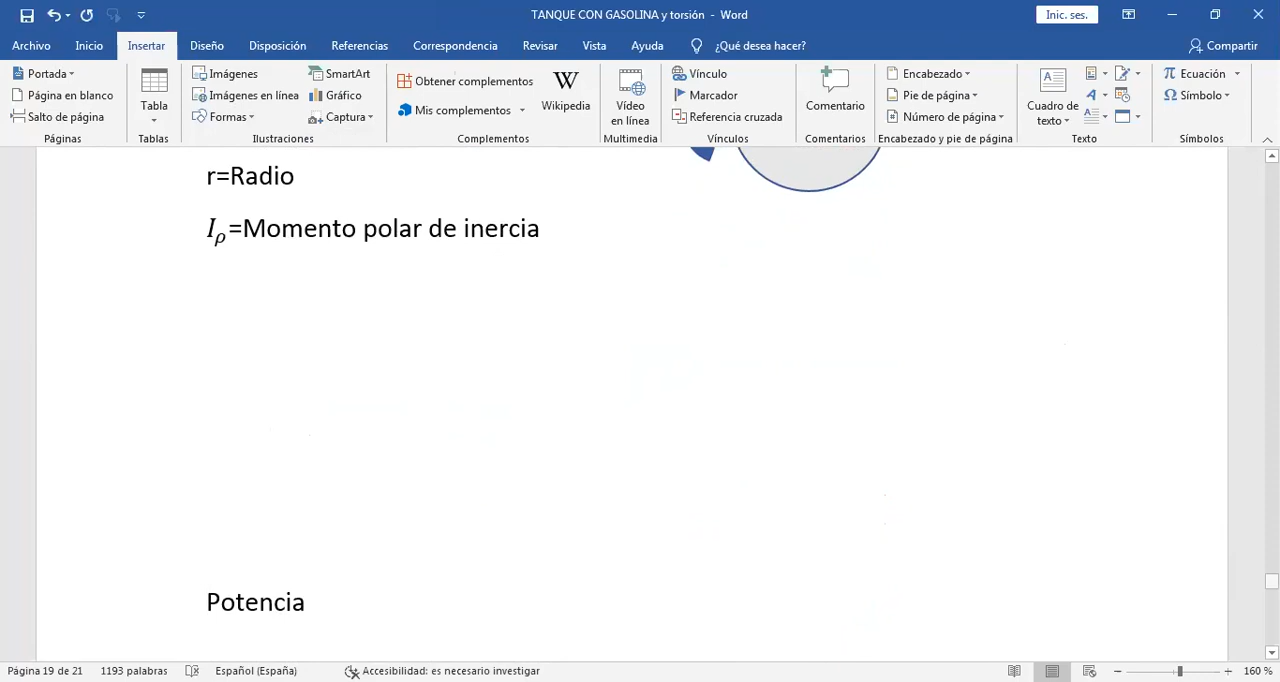 TANQUE CON GASOLINA y torsión - Word
Inic. ses.
Archivo Inicio Insertar Diseño Disposición Referencias Correspondencia Revisar Vista Ayuda ¿Qué desea hacer? Compartir
Portada Imágenes SmartArt Obtener complementos Vínculo Encabezado Ecuación
Página en blanco Imágenes en línea Gráfico Marcador Pie de página Símbolo
Salto de página Formas Captura Mis complementos Referencia cruzada Número de página
Tabla Wikipedia Vídeo en línea Comentario Cuadro de texto
Páginas Tablas Ilustraciones Complementos Multimedia Vínculos Comentarios Encabezado y pie de página Texto Símbolos
r=Radio
Iρ=Momento polar de inercia
Potencia
Página 19 de 21 1193 palabras Español (España) Accesibilidad: es necesario investigar 160 %